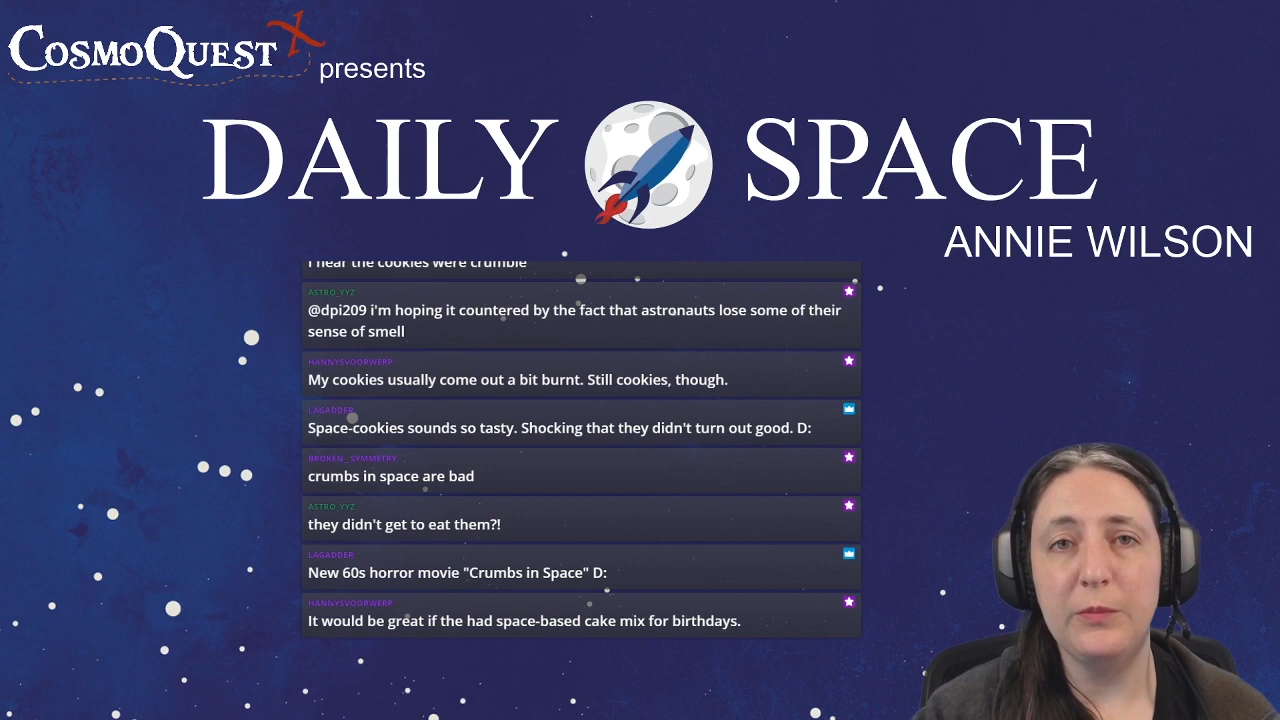 COSMOQUEST X
presents
DAILY SPACE
ANNIE WILSON
I hear the cookies were crumble
ASTRO_YYZ
@dpi209 i'm hoping it countered by the fact that astronauts lose some of their
sense of smell
HANNYSVOORWERP
My cookies usually come out a bit burnt. Still cookies, though.
LAGADDER
Space-cookies sounds so tasty. Shocking that they didn't turn out good. D:
BROKEN_SYMMETRY
crumbs in space are bad
ASTRO_YYZ
they didn't get to eat them?!
LAGADDER
New 60s horror movie "Crumbs in Space" D:
HANNYSVOORWERP
It would be great if the had space-based cake mix for birthdays.